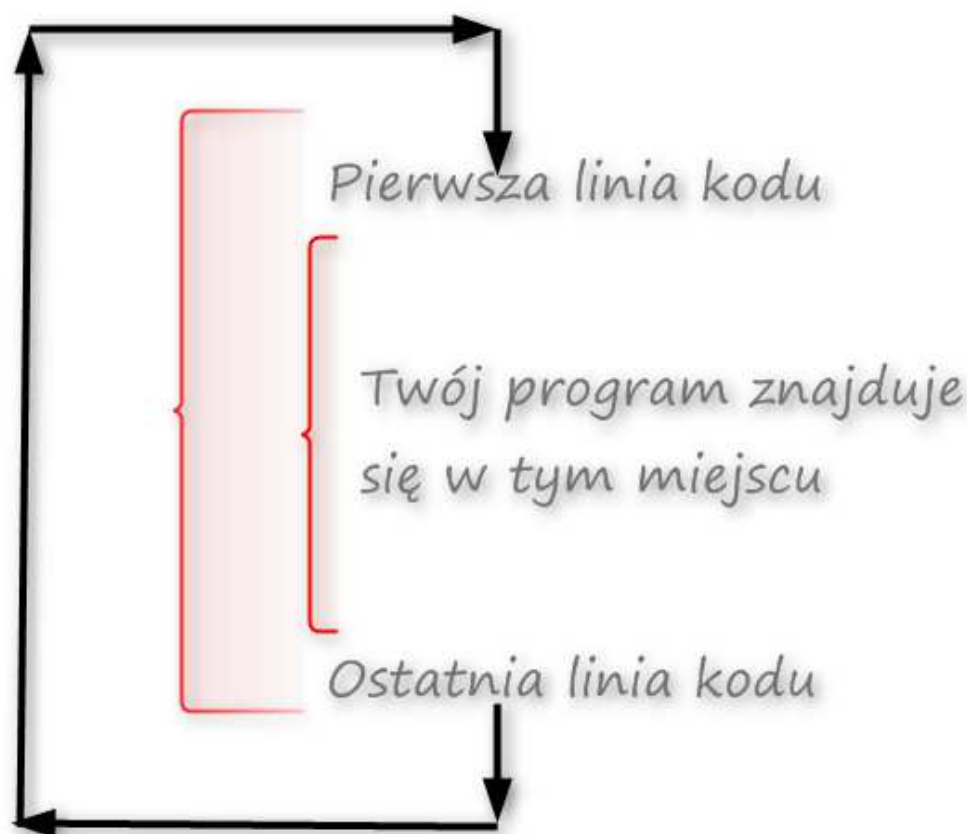 Pierwsza linia kodu
Twój program znajduje
się w tym miejscu
Ostatnia linia kodu